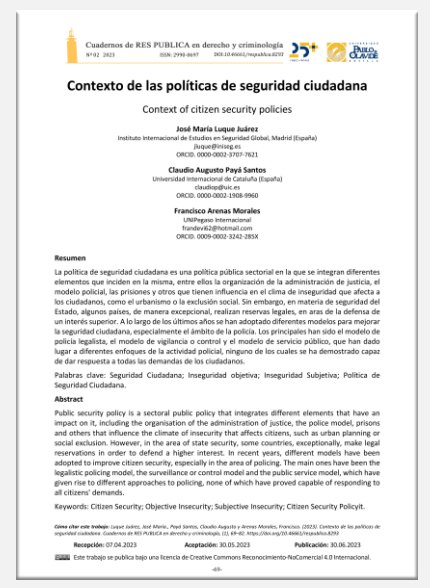 Cuadernos de RES PUBLICA en derecho y criminología
Nº 02 2023 ISSN: 2990-0697 DOI:10.46661/respublica.8293
25+
UNIVERSIDAD
PABLO DE
OLAVIDE
Contexto de las políticas de seguridad ciudadana
Context of citizen security policies
José María Luque Juárez
Instituto Internacional de Estudios en Seguridad Global, Madrid (España)
jluque@iniseg.es
ORCID. 0000-0002-3707-7621
Claudio Augusto Payá Santos
Universidad Internacional de Cataluña (España)
claudiop@uic.es
ORCID. 0000-0002-1908-9960
Francisco Arenas Morales
UNIPegaso Internacional
frandevi62@hotmail.com
ORCID. 0009-0002-3242-285X
Resumen
La política de seguridad ciudadana es una política pública sectorial en la que se integran diferentes
elementos que inciden en la misma, entre ellos la organización de la administración de justicia, el
modelo policial, las prisiones y otros que tienen influencia en el clima de inseguridad que afecta a
los ciudadanos, como el urbanismo o la exclusión social. Sin embargo, en materia de seguridad del
Estado, algunos países, de manera excepcional, realizan reservas legales, en aras de la defensa de
un interés superior. A lo largo de los últimos años se han adoptado diferentes modelos para mejorar
la seguridad ciudadana, especialmente el ámbito de la policía. Los principales han sido el modelo de
policía legalista, el modelo de vigilancia o control y el modelo de servicio público, que han dado
lugar a diferentes enfoques de la actividad policial, ninguno de los cuales se ha demostrado capaz
de dar respuesta a todas las demandas de los ciudadanos.
Palabras clave: Seguridad Ciudadana; Inseguridad objetiva; Inseguridad Subjetiva; Política de
Seguridad Ciudadana.
Abstract
Public security policy is a sectoral public policy that integrates different elements that have an
impact on it, including the organisation of the administration of justice, the police model, prisons
and others that influence the climate of insecurity that affects citizens, such as urban planning or
social exclusion. However, in the area of state security, some countries, exceptionally, make legal
reservations in order to defend a higher interest. In recent years, different models have been
adopted to improve citizen security, especially in the area of policing. The main ones have been the
legalistic policing model, the surveillance or control model and the public service model, which have
given rise to different approaches to policing, none of which have proved capable of responding to
all citizens' demands.
Keywords: Citizen Security; Objective Insecurity; Subjective Insecurity; Citizen Security Policyit.
Cómo citar este trabajo: Luque Juárez, José María., Payá Santos, Claudio Augusto y Arenas Morales, Francisco. (2023). Contexto de las políticas de
seguridad ciudadana. Cuadernos de RES PUBLICA en derecho y criminología, (1), 69–82. https://doi.org/10.46661/respublica.8293
Recepción: 07.04.2023 Aceptación: 30.05.2023 Publicación: 30.06.2023
Este trabajo se publica bajo una licencia de Creative Commons Reconocimiento-NoComercial 4.0 Internacional.
-69-